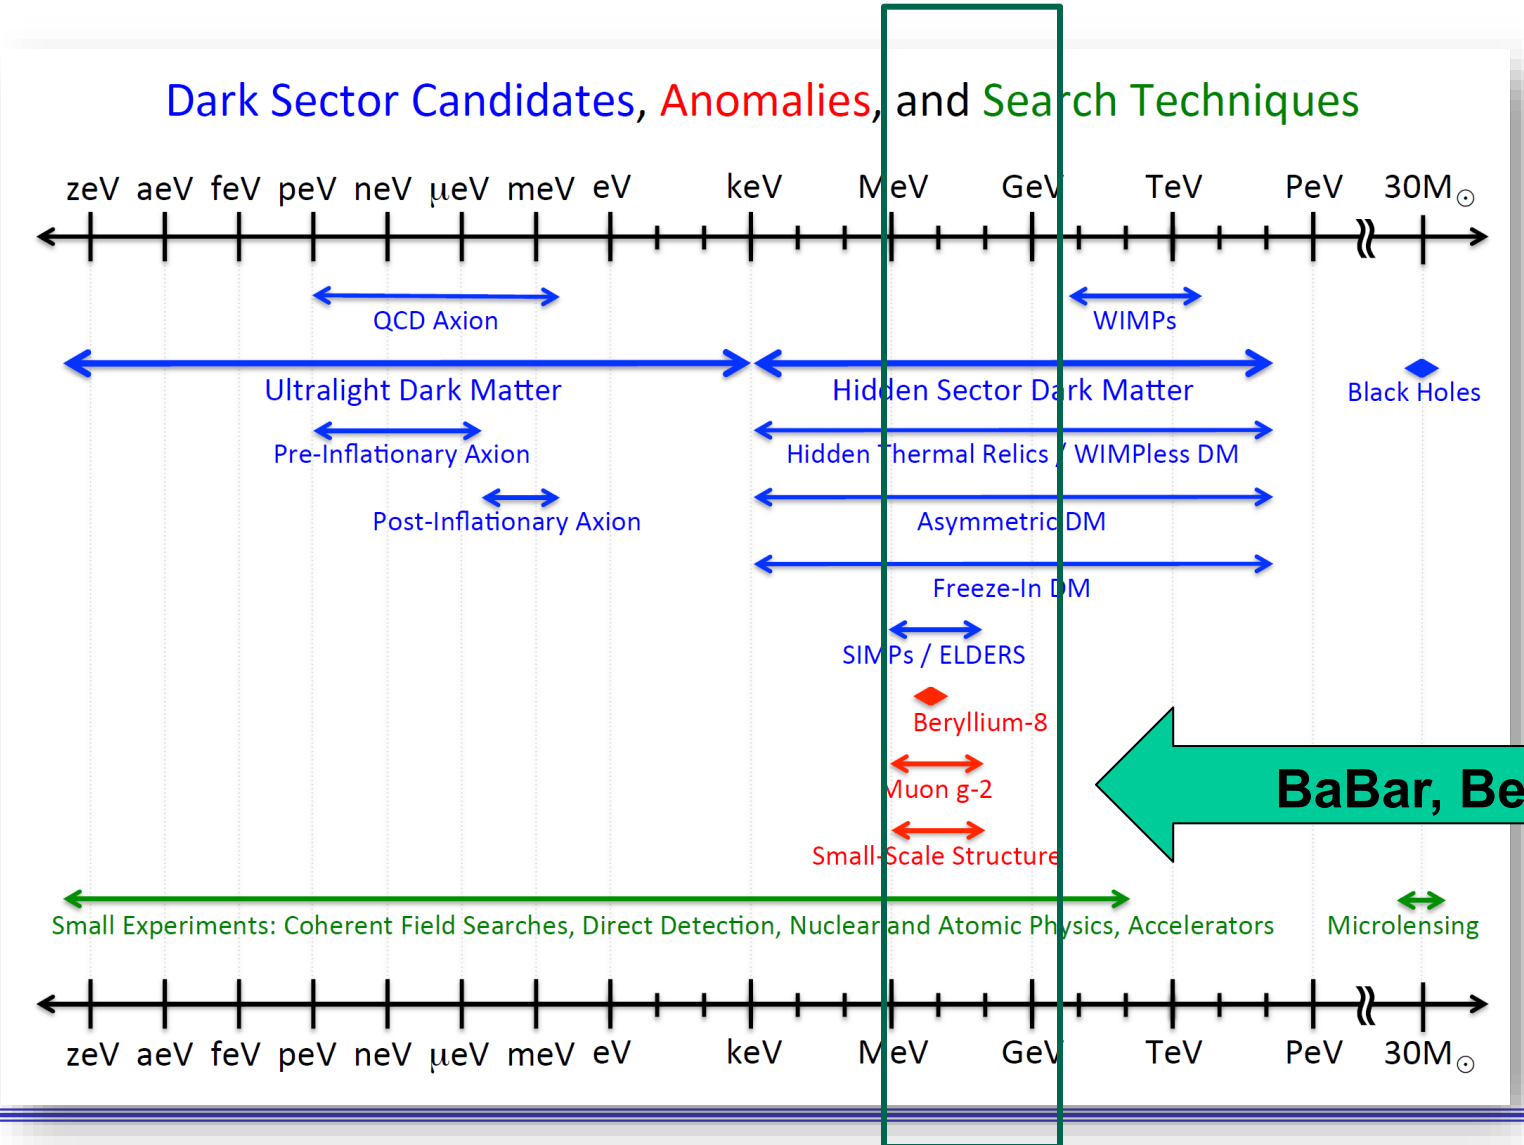 Dark Sector Candidates, Anomalies, and Search Techniques
zeV aeV feV peV neV μeV meV eV keV MeV GeV TeV PeV 30M☉
QCD Axion WIMPs
Ultralight Dark Matter Hidden Sector Dark Matter Black Holes
Pre-Inflationary Axion Hidden Thermal Relics / WIMPless DM
Post-Inflationary Axion Asymmetric DM
Freeze-In DM
SIMPs / ELDERS
Beryllium-8
Muon g-2
BaBar, Be
Small-Scale Structure
Small Experiments: Coherent Field Searches, Direct Detection, Nuclear and Atomic Physics, Accelerators Microlensing
zeV aeV feV peV neV μeV meV eV keV MeV GeV TeV PeV 30M☉